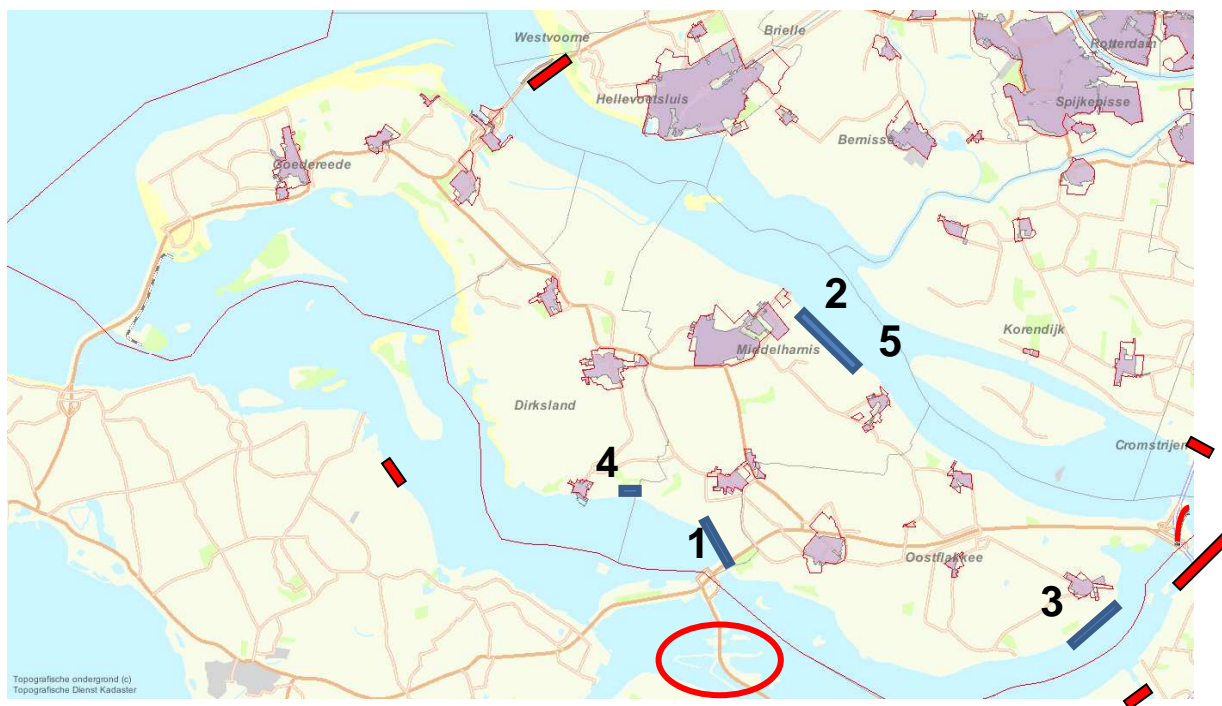 Westvoorne
Brielle
Rotterdam
Hellevoetsluis
Spijkenisse
Bernisse
Goedereede
2
5
Korendijk
Middelharnis
Dirksland
Cromstrijen
4
1
Oostflakkee
3
Topografische ondergrond (c)
Topografische Dienst Kadaster